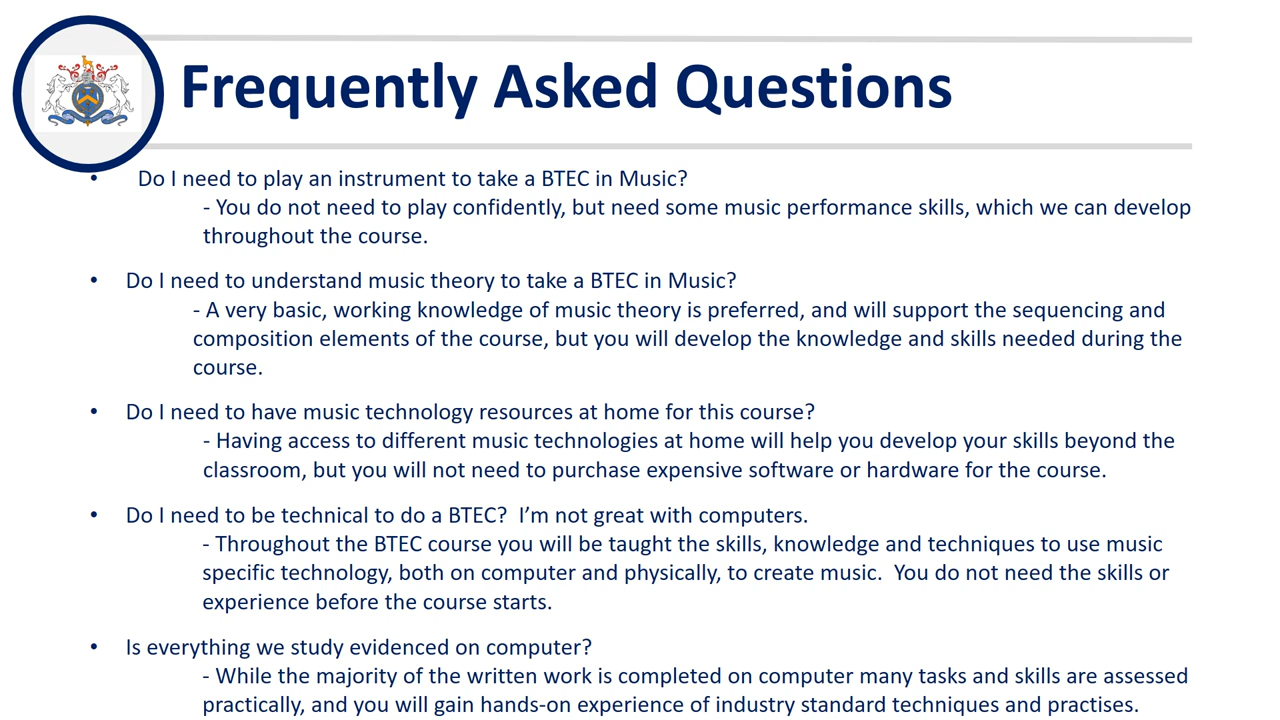 Frequently Asked Questions
• Do I need to play an instrument to take a BTEC in Music?
- You do not need to play confidently, but need some music performance skills, which we can develop
throughout the course.
• Do I need to understand music theory to take a BTEC in Music?
- A very basic, working knowledge of music theory is preferred, and will support the sequencing and
composition elements of the course, but you will develop the knowledge and skills needed during the
course.
• Do I need to have music technology resources at home for this course?
- Having access to different music technologies at home will help you develop your skills beyond the
classroom, but you will not need to purchase expensive software or hardware for the course.
• Do I need to be technical to do a BTEC?  I’m not great with computers.
- Throughout the BTEC course you will be taught the skills, knowledge and techniques to use music
specific technology, both on computer and physically, to create music.  You do not need the skills or
experience before the course starts.
• Is everything we study evidenced on computer?
- While the majority of the written work is completed on computer many tasks and skills are assessed
practically, and you will gain hands-on experience of industry standard techniques and practises.